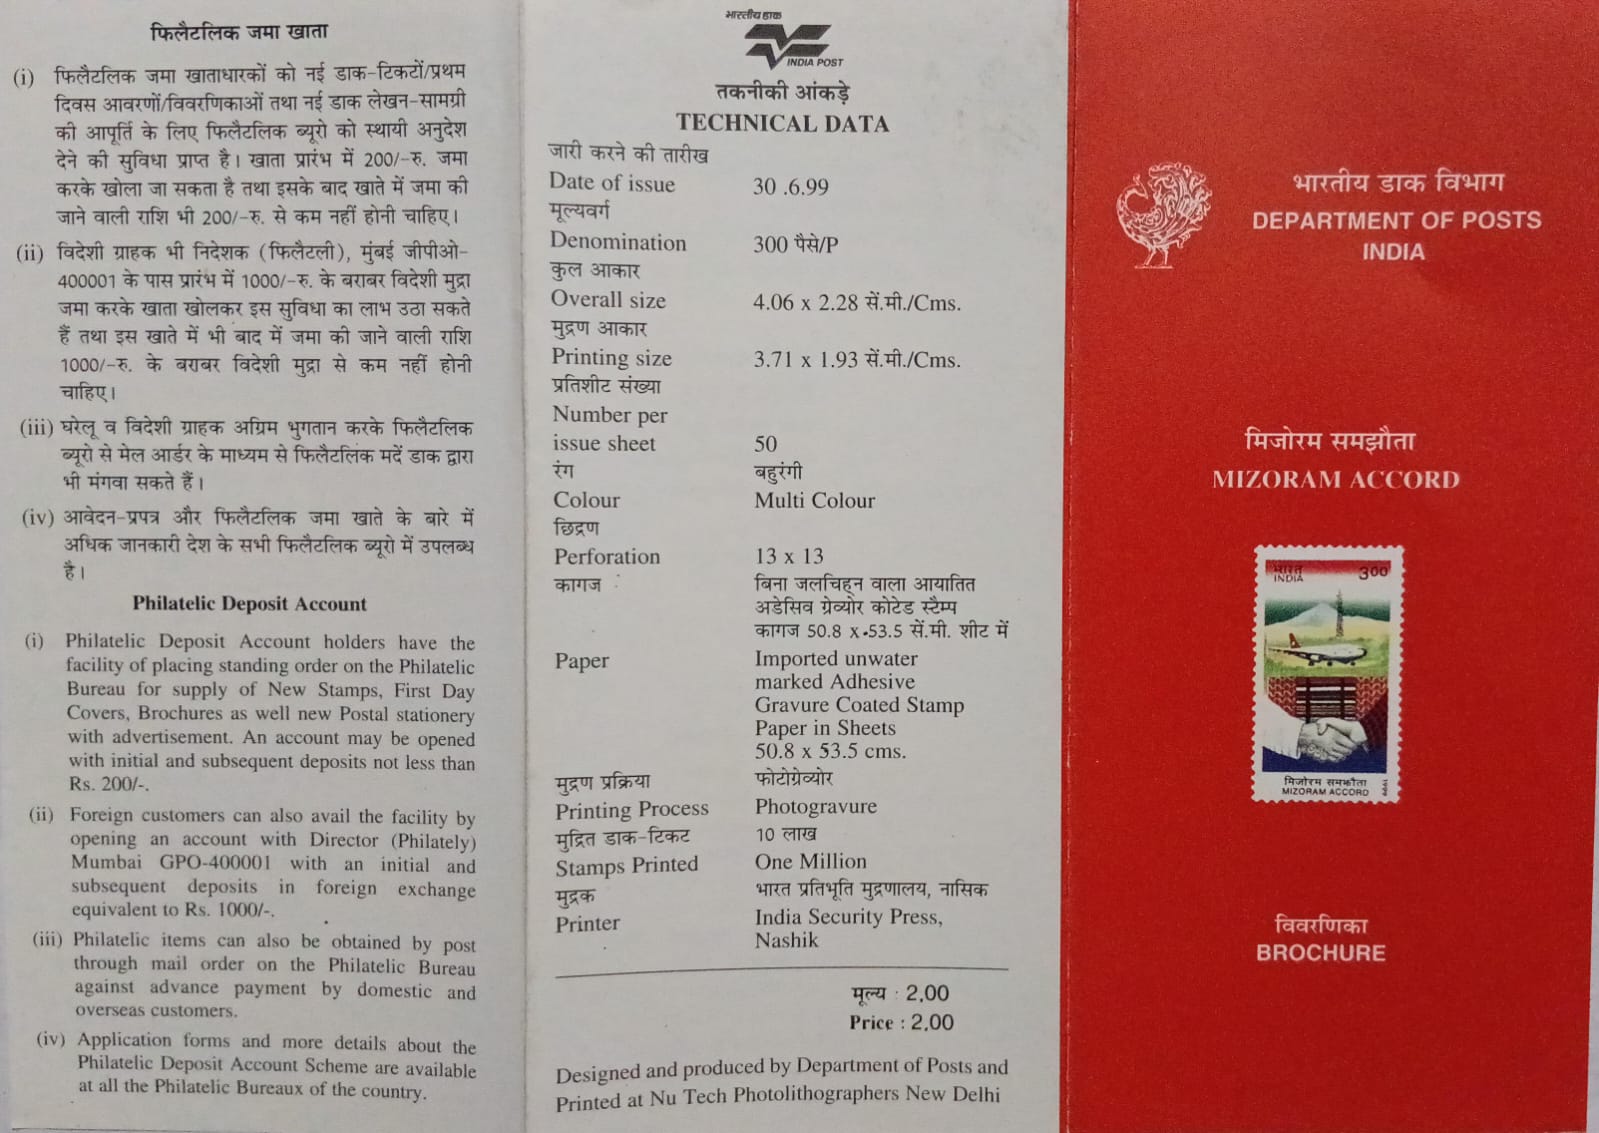 फिलैटलिक जमा खाता
(i) फिलैटलिक जमा खाताधारकों को नई डाक-टिकटों/प्रथम
दिवस आवरणों/विवरणिकाओं तथा नई डाक लेखन-सामग्री
की आपूर्ति के लिए फिलैटलिक ब्यूरो को स्थायी अनुदेश
देने की सुविधा प्राप्त है। खाता प्रारंभ में 200/-रु. जमा
करके खोला जा सकता है तथा इसके बाद खाते में जमा की
जाने वाली राशि भी 200/-रु. से कम नहीं होनी चाहिए।
(ii) विदेशी ग्राहक भी निदेशक (फिलैटली), मुंबई जीपीओ-
400001 के पास प्रारंभ में 1000/-रु. के बराबर विदेशी मुद्रा
जमा करके खाता खोलकर इस सुविधा का लाभ उठा सकते
हैं तथा इस खाते में भी बाद में जमा की जाने वाली राशि
1000/-रु. के बराबर विदेशी मुद्रा से कम नहीं होनी
चाहिए।
(iii) घरेलू व विदेशी ग्राहक अग्रिम भुगतान करके फिलैटलिक
ब्यूरो से मेल आर्डर के माध्यम से फिलैटलिक मदें डाक द्वारा
भी मंगवा सकते हैं।
(iv) आवेदन-प्रपत्र और फिलैटलिक जमा खाते के बारे में
अधिक जानकारी देश के सभी फिलैटलिक ब्यूरो में उपलब्ध
है।
Philatelic Deposit Account
(i) Philatelic Deposit Account holders have the
facility of placing standing order on the Philatelic
Bureau for supply of New Stamps, First Day
Covers, Brochures as well new Postal stationery
with advertisement. An account may be opened
with initial and subsequent deposits not less than
Rs. 200/-.
(ii) Foreign customers can also avail the facility by
opening an account with Director (Philately)
Mumbai GPO-400001 with an initial and
subsequent deposits in foreign exchange
equivalent to Rs. 1000/-.
(iii) Philatelic items can also be obtained by post
through mail order on the Philatelic Bureau
against advance payment by domestic and
overseas customers.
(iv) Application forms and more details about the
Philatelic Deposit Account Scheme are available
at all the Philatelic Bureaux of the country.
भारतीय डाक
INDIA POST
तकनीकी आंकड़े
TECHNICAL DATA
जारी करने की तारीख
Date of issue 30 .6.99
मूल्यवर्ग
Denomination 300 पैसे/P
कुल आकार
Overall size 4.06 x 2.28 सें.मी./Cms.
मुद्रण आकार
Printing size 3.71 x 1.93 सें.मी./Cms.
प्रतिशीट संख्या
Number per
issue sheet 50
रंग बहुरंगी
Colour Multi Colour
छिद्रण
Perforation 13 x 13
कागज बिना जलचिहन वाला आयातित
अडेसिव ग्रेव्योर कोटेड स्टैम्प
कागज 50.8 x 53.5 सें.मी. शीट में
Paper Imported unwater
marked Adhesive
Gravure Coated Stamp
Paper in Sheets
50.8 x 53.5 cms.
मुद्रण प्रक्रिया फोटोग्रेव्योर
Printing Process Photogravure
मुद्रित डाक-टिकट 10 लाख
Stamps Printed One Million
मुद्रक भारत प्रतिभूति मुद्रणालय, नासिक
Printer India Security Press,
Nashik
मूल्य : 2.00
Price : 2.00
Designed and produced by Department of Posts and
Printed at Nu Tech Photolithographers New Delhi
भारतीय डाक विभाग
DEPARTMENT OF POSTS
INDIA
मिजोरम समझौता
MIZORAM ACCORD
भारत 300
INDIA
मिजोरम समझौता
MIZORAM ACCORD
1999
विवरणिका
BROCHURE